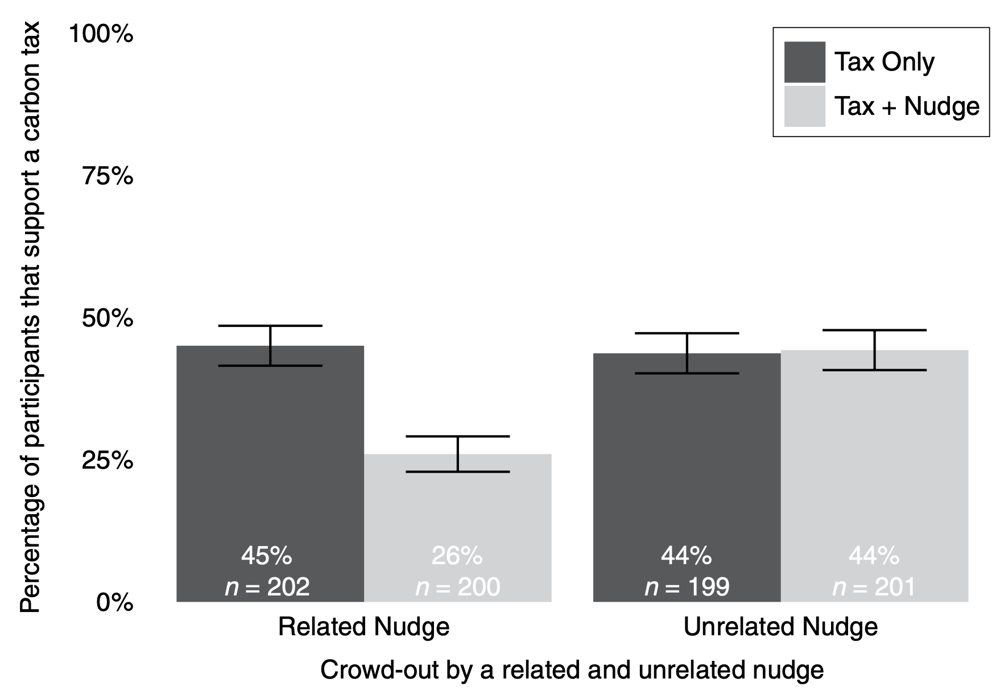 Percentage of participants that support a carbon tax
100%
75%
50%
25%
0%
Tax Only
Tax + Nudge
45%
n = 202
26%
n = 200
44%
n = 199
44%
n = 201
Related Nudge
Unrelated Nudge
Crowd-out by a related and unrelated nudge